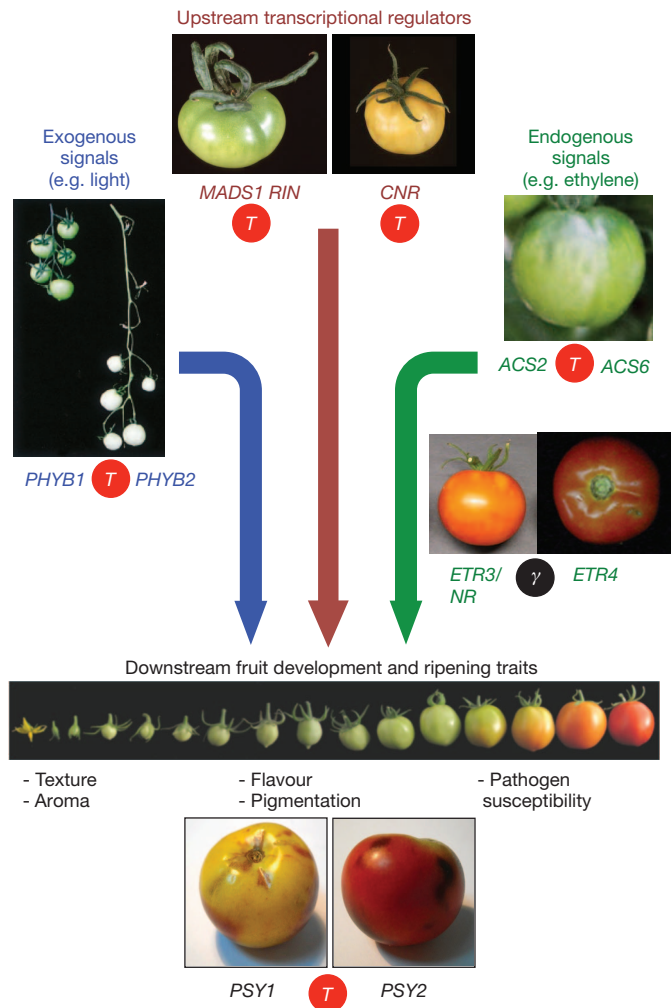 Upstream transcriptional regulators
Exogenous
signals
(e.g. light)
Endogenous
signals
(e.g. ethylene)
MADS1 RIN
CNR
T
T
ACS2
T
ACS6
PHYB1
T
PHYB2
ETR3/
NR
γ
ETR4
Downstream fruit development and ripening traits
- Texture
- Aroma
- Flavour
- Pigmentation
- Pathogen
susceptibility
PSY1
T
PSY2